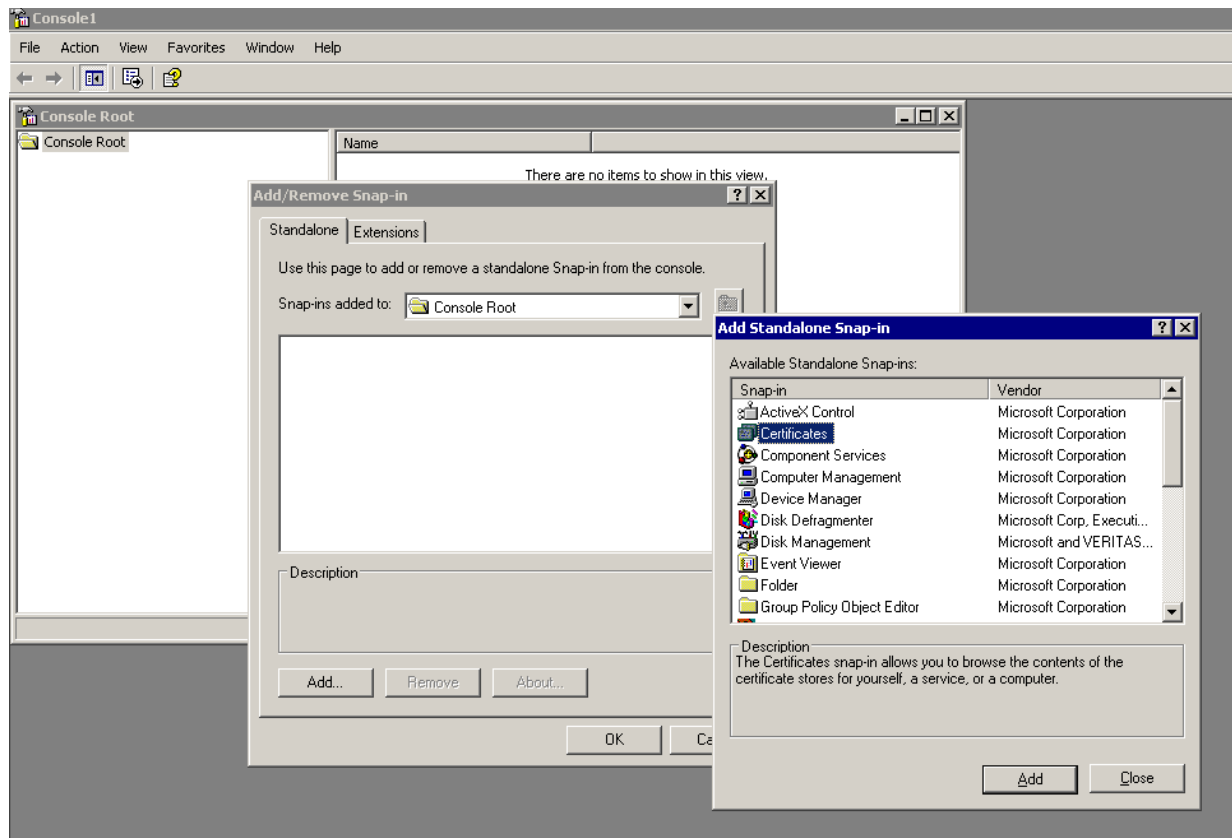 Console1
File Action View Favorites Window Help
Console Root
Console Root
Name
There are no items to show in this view.
Add/Remove Snap-in
Standalone Extensions
Use this page to add or remove a standalone Snap-in from the console.
Snap-ins added to: Console Root
Description
Add... Remove About...
OK
Add Standalone Snap-in
Available Standalone Snap-ins:
Snap-in Vendor
ActiveX Control Microsoft Corporation
Certificates Microsoft Corporation
Component Services Microsoft Corporation
Computer Management Microsoft Corporation
Device Manager Microsoft Corporation
Disk Defragmenter Microsoft Corp, Executi...
Disk Management Microsoft and VERITAS...
Event Viewer Microsoft Corporation
Folder Microsoft Corporation
Group Policy Object Editor Microsoft Corporation
Description
The Certificates snap-in allows you to browse the contents of the
certificate stores for yourself, a service, or a computer.
Add Close